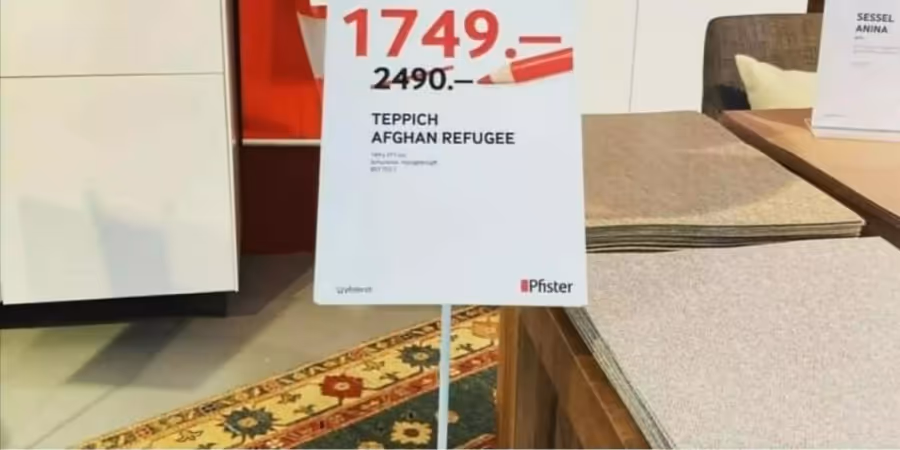 1749.–
2490.–
TEPPICH
AFGHAN REFUGEE
Pfister
SESSEL
ANINA